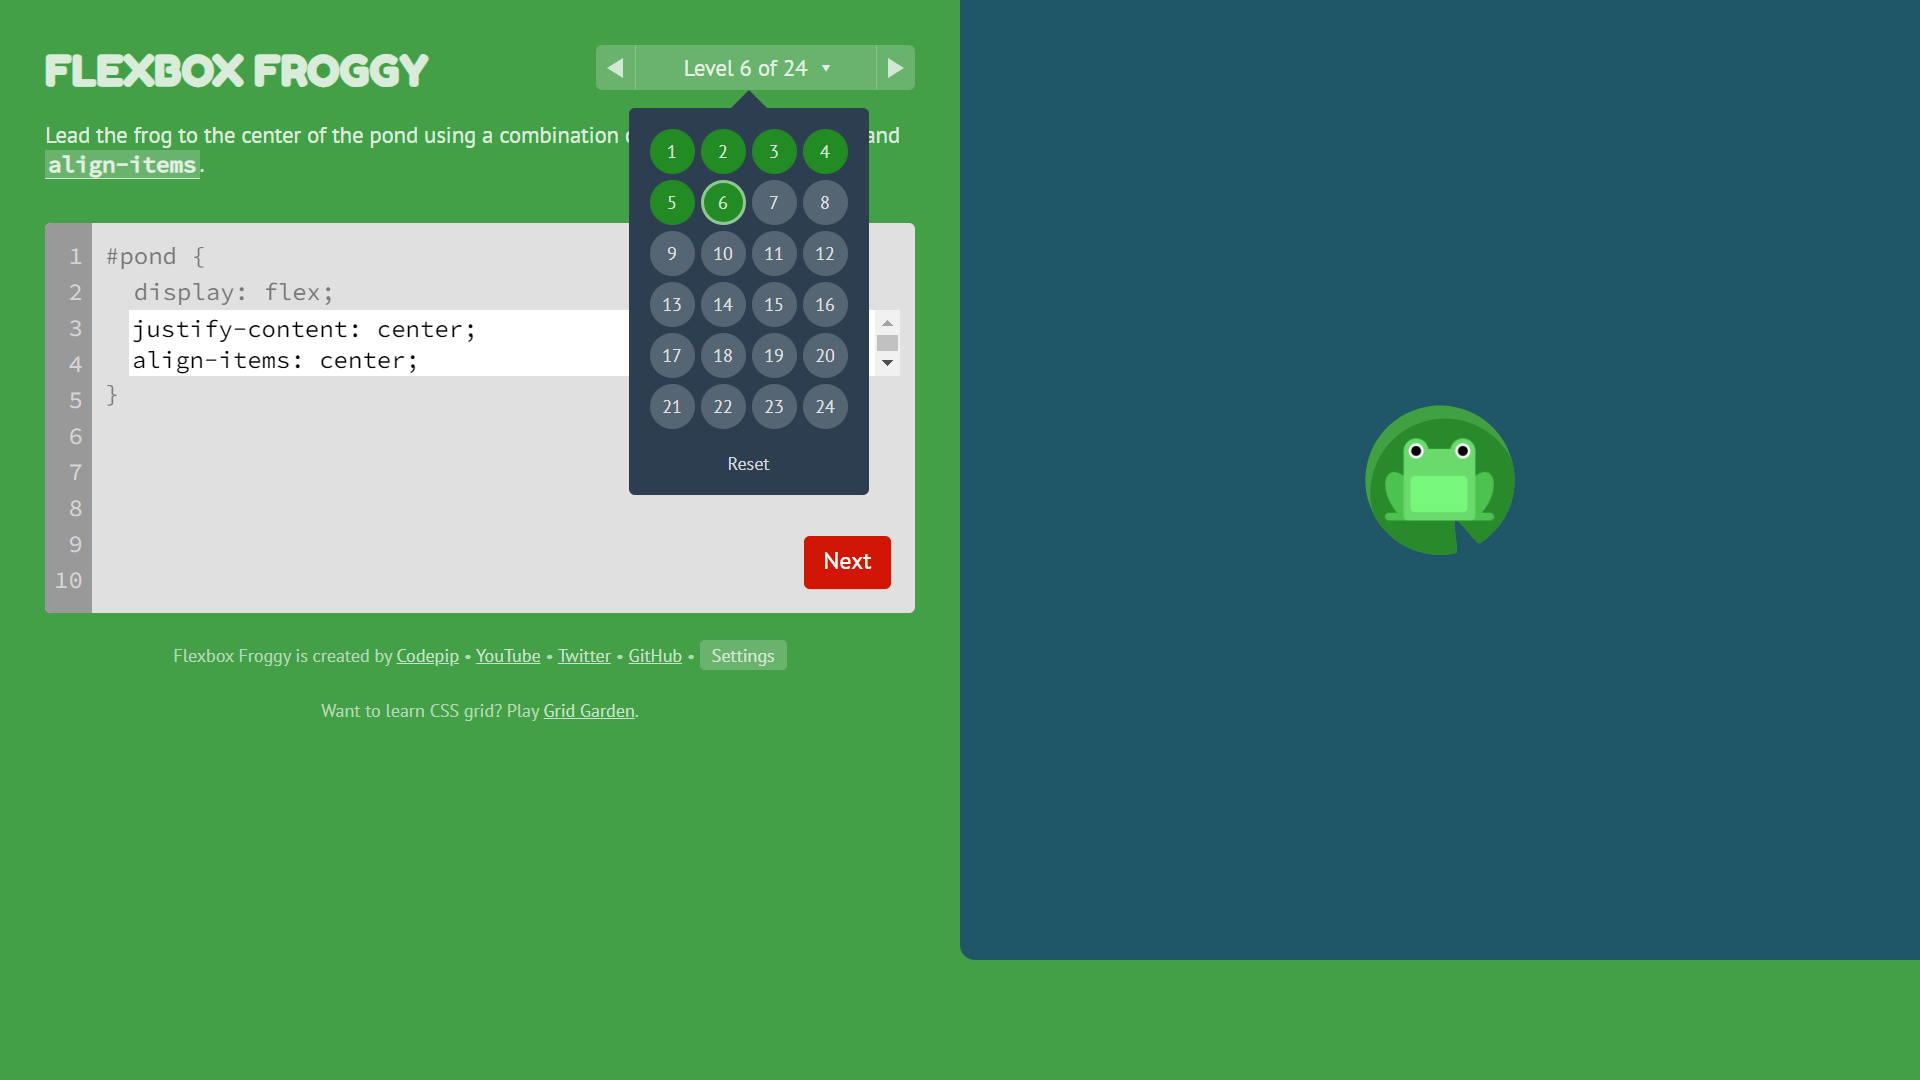 FLEXBOX FROGGY
Level 6 of 24
Lead the frog to the center of the pond using a combination and
align-items.
1 2 3 4
5 6 7 8
9 10 11 12
13 14 15 16
17 18 19 20
21 22 23 24
Reset
1 #pond {
2 display: flex;
3 justify-content: center;
4 align-items: center;
5 }
6
7
8
9
10
Next
Flexbox Froggy is created by Codepip • YouTube • Twitter • GitHub • Settings
Want to learn CSS grid? Play Grid Garden.